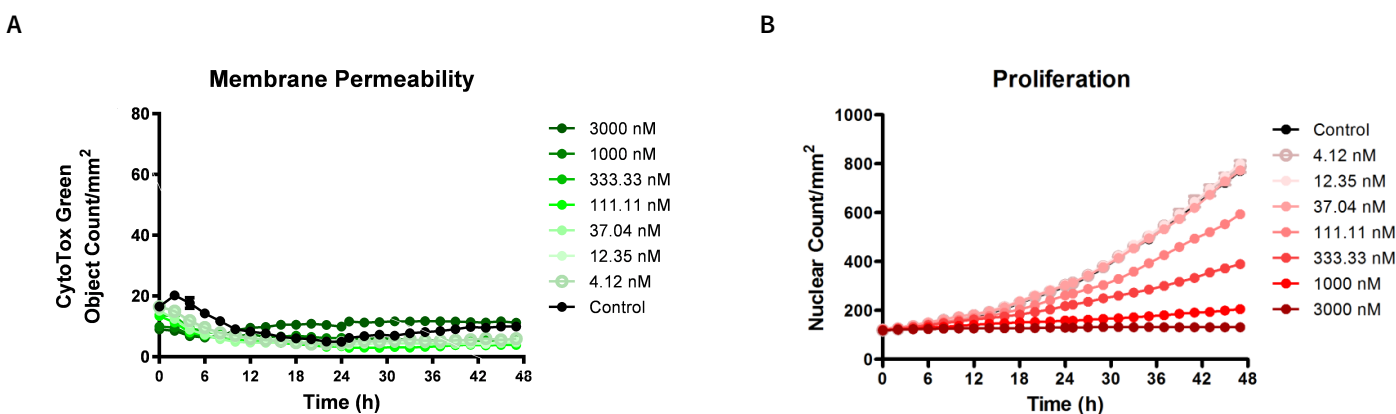 A
B
Membrane Permeability
CytoTox Green
Object Count/mm2
80
60
40
20
0
0 6 12 18 24 30 36 42 48
Time (h)
3000 nM
1000 nM
333.33 nM
111.11 nM
37.04 nM
12.35 nM
4.12 nM
Control
Proliferation
Nuclear Count/mm2
1000
800
600
400
200
0
0 6 12 18 24 30 36 42 48
Time (h)
Control
4.12 nM
12.35 nM
37.04 nM
111.11 nM
333.33 nM
1000 nM
3000 nM